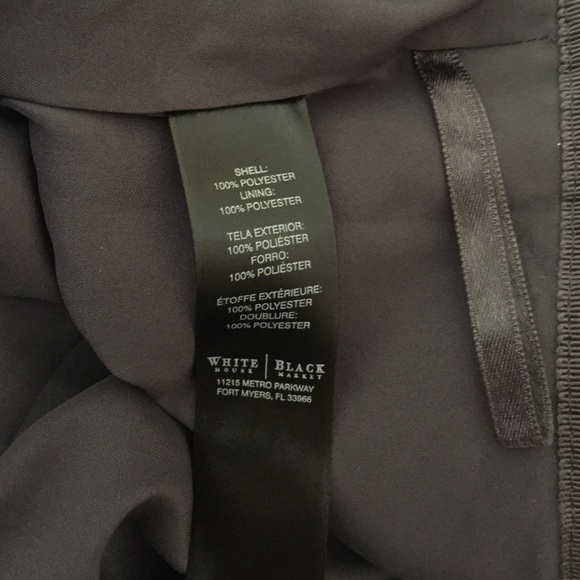 SHELL:
100% POLYESTER
LINING:
100% POLYESTER
TELA EXTERIOR:
100% POLIÉSTER
FORRO:
100% POLIÉSTER
ÉTOFFE EXTÉRIEURE:
100% POLYESTER
DOUBLURE:
100% POLYESTER
WHITE HOUSE | BLACK MARKET
11215 METRO PARKWAY
FORT MYERS, FL 33966